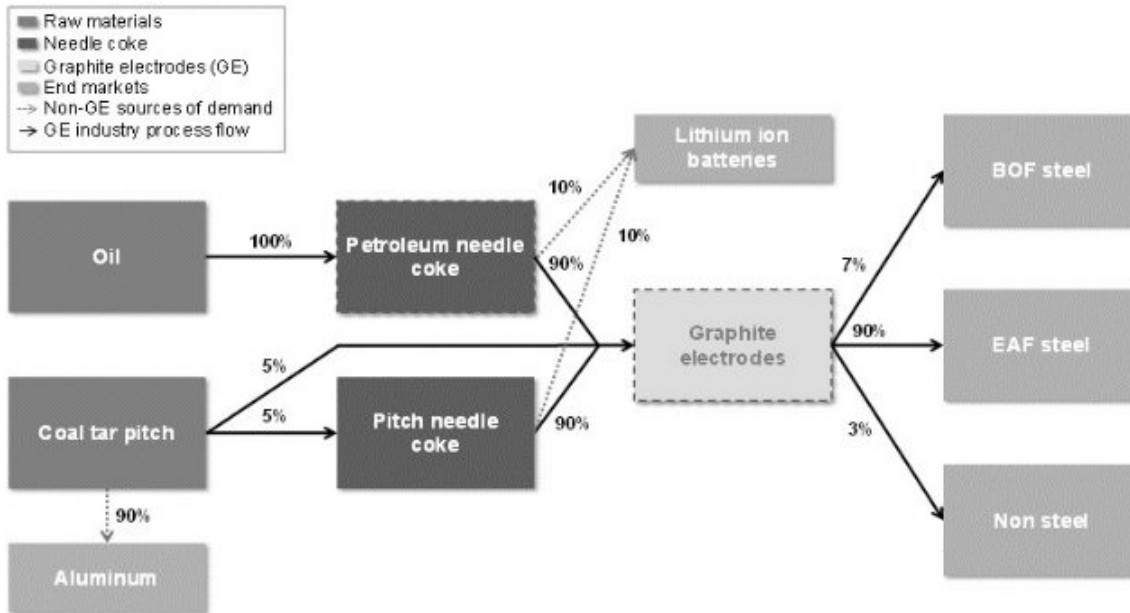 Raw materials
Needle coke
Graphite electrodes (GE)
End markets
Non-GE sources of demand
GE industry process flow
Lithium ion
batteries
BOF steel
10%
Oil
100%
Petroleum needle
coke
10%
90%
7%
Graphite
electrodes
90%
EAF steel
5%
Coal tar pitch
5%
Pitch needle
coke
90%
3%
Non steel
90%
Aluminum